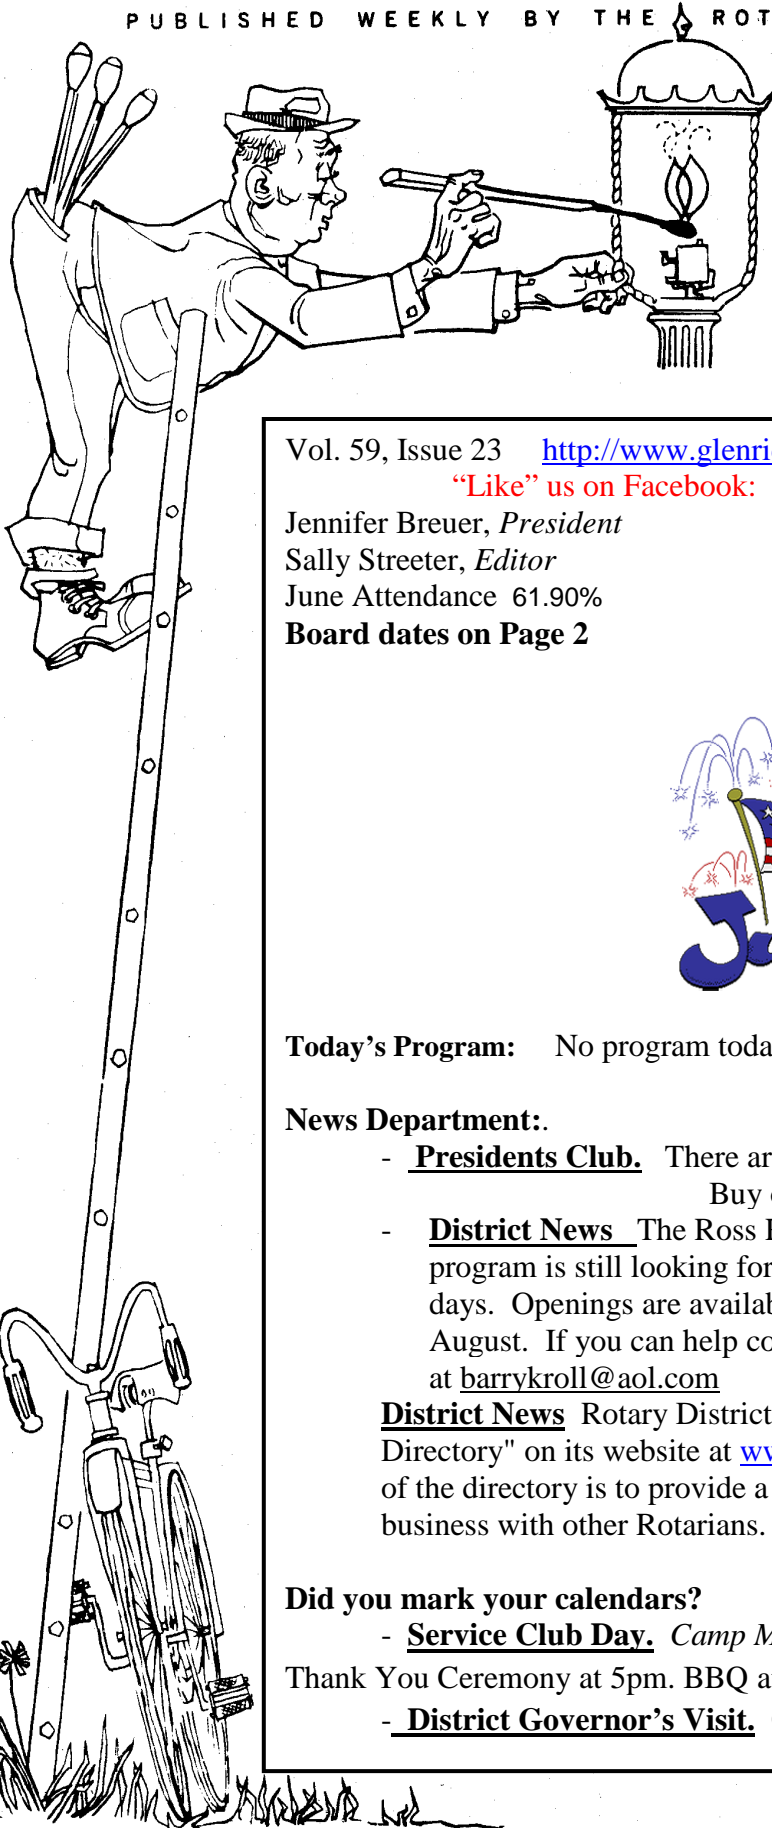 PUBLISHED WEEKLY BY THE ROT
Vol. 59, Issue 23 http://www.glenri
“Like” us on Facebook:
Jennifer Breuer, President
Sally Streeter, Editor
June Attendance 61.90%
Board dates on Page 2
J
Today’s Program: No program toda
News Department:.
- Presidents Club. There ar
Buy
- District News The Ross
program is still looking for
days. Openings are availab
August. If you can help co
at barrykroll@aol.com
District News Rotary District
Directory" on its website at ww
of the directory is to provide a
business with other Rotarians.
Did you mark your calendars?
- Service Club Day. Camp M
Thank You Ceremony at 5pm. BBQ a
- District Governor’s Visit.